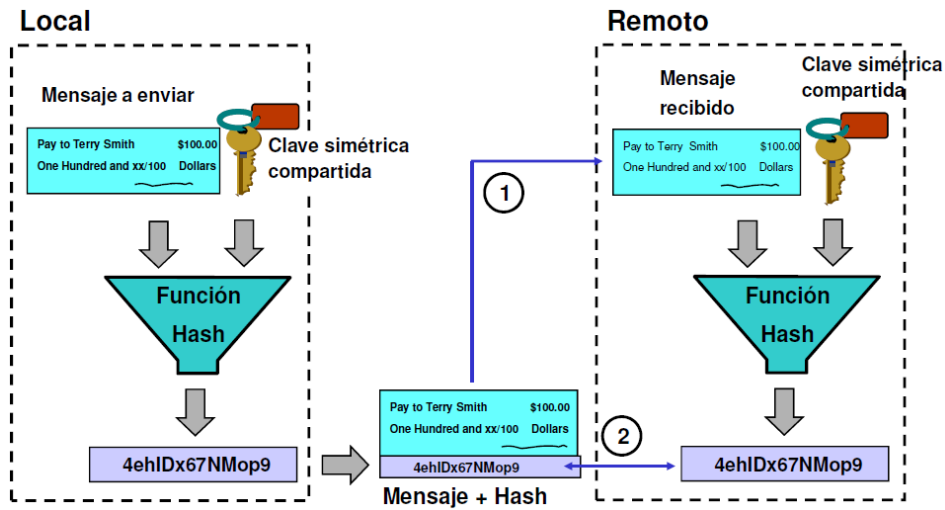 Local
Mensaje a enviar
Pay to Terry Smith $100.00
One Hundred and xx/100 Dollars
Clave simétrica
compartida
Función
Hash
4ehIDx67NMop9
Pay to Terry Smith $100.00
One Hundred and xx/100 Dollars
4ehIDx67NMop9
Mensaje + Hash
1
2
Remoto
Mensaje
recibido
Clave simétrica
compartida
Pay to Terry Smith $100.00
One Hundred and xx/100 Dollars
Función
Hash
4ehIDx67NMop9